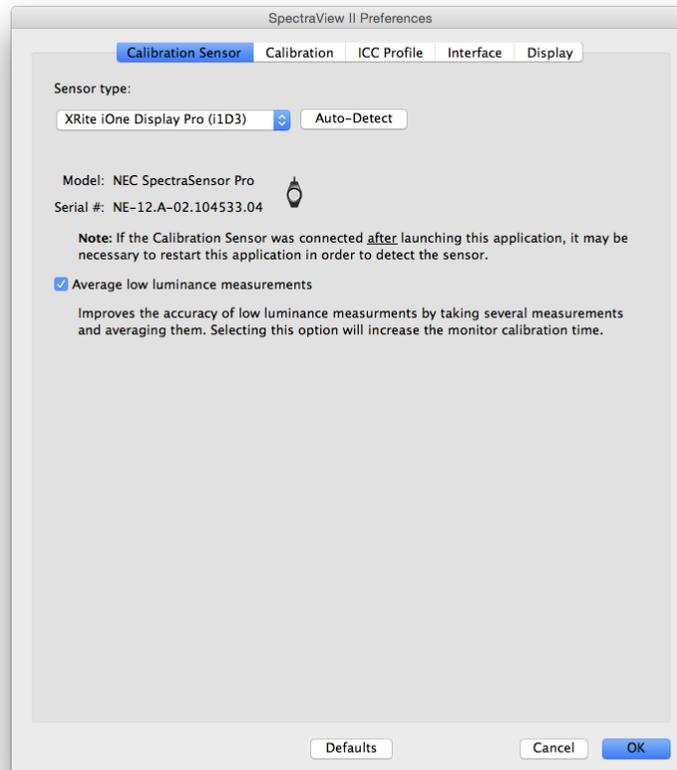 SpectraView II Preferences
Calibration Sensor Calibration ICC Profile Interface Display
Sensor type:
XRite iOne Display Pro (i1D3) Auto-Detect
Model: NEC SpectraSensor Pro
Serial #: NE-12.A-02.104533.04
Note: If the Calibration Sensor was connected after launching this application, it may be
necessary to restart this application in order to detect the sensor.
Average low luminance measurements
Improves the accuracy of low luminance measurments by taking several measurements
and averaging them. Selecting this option will increase the monitor calibration time.
Defaults Cancel OK